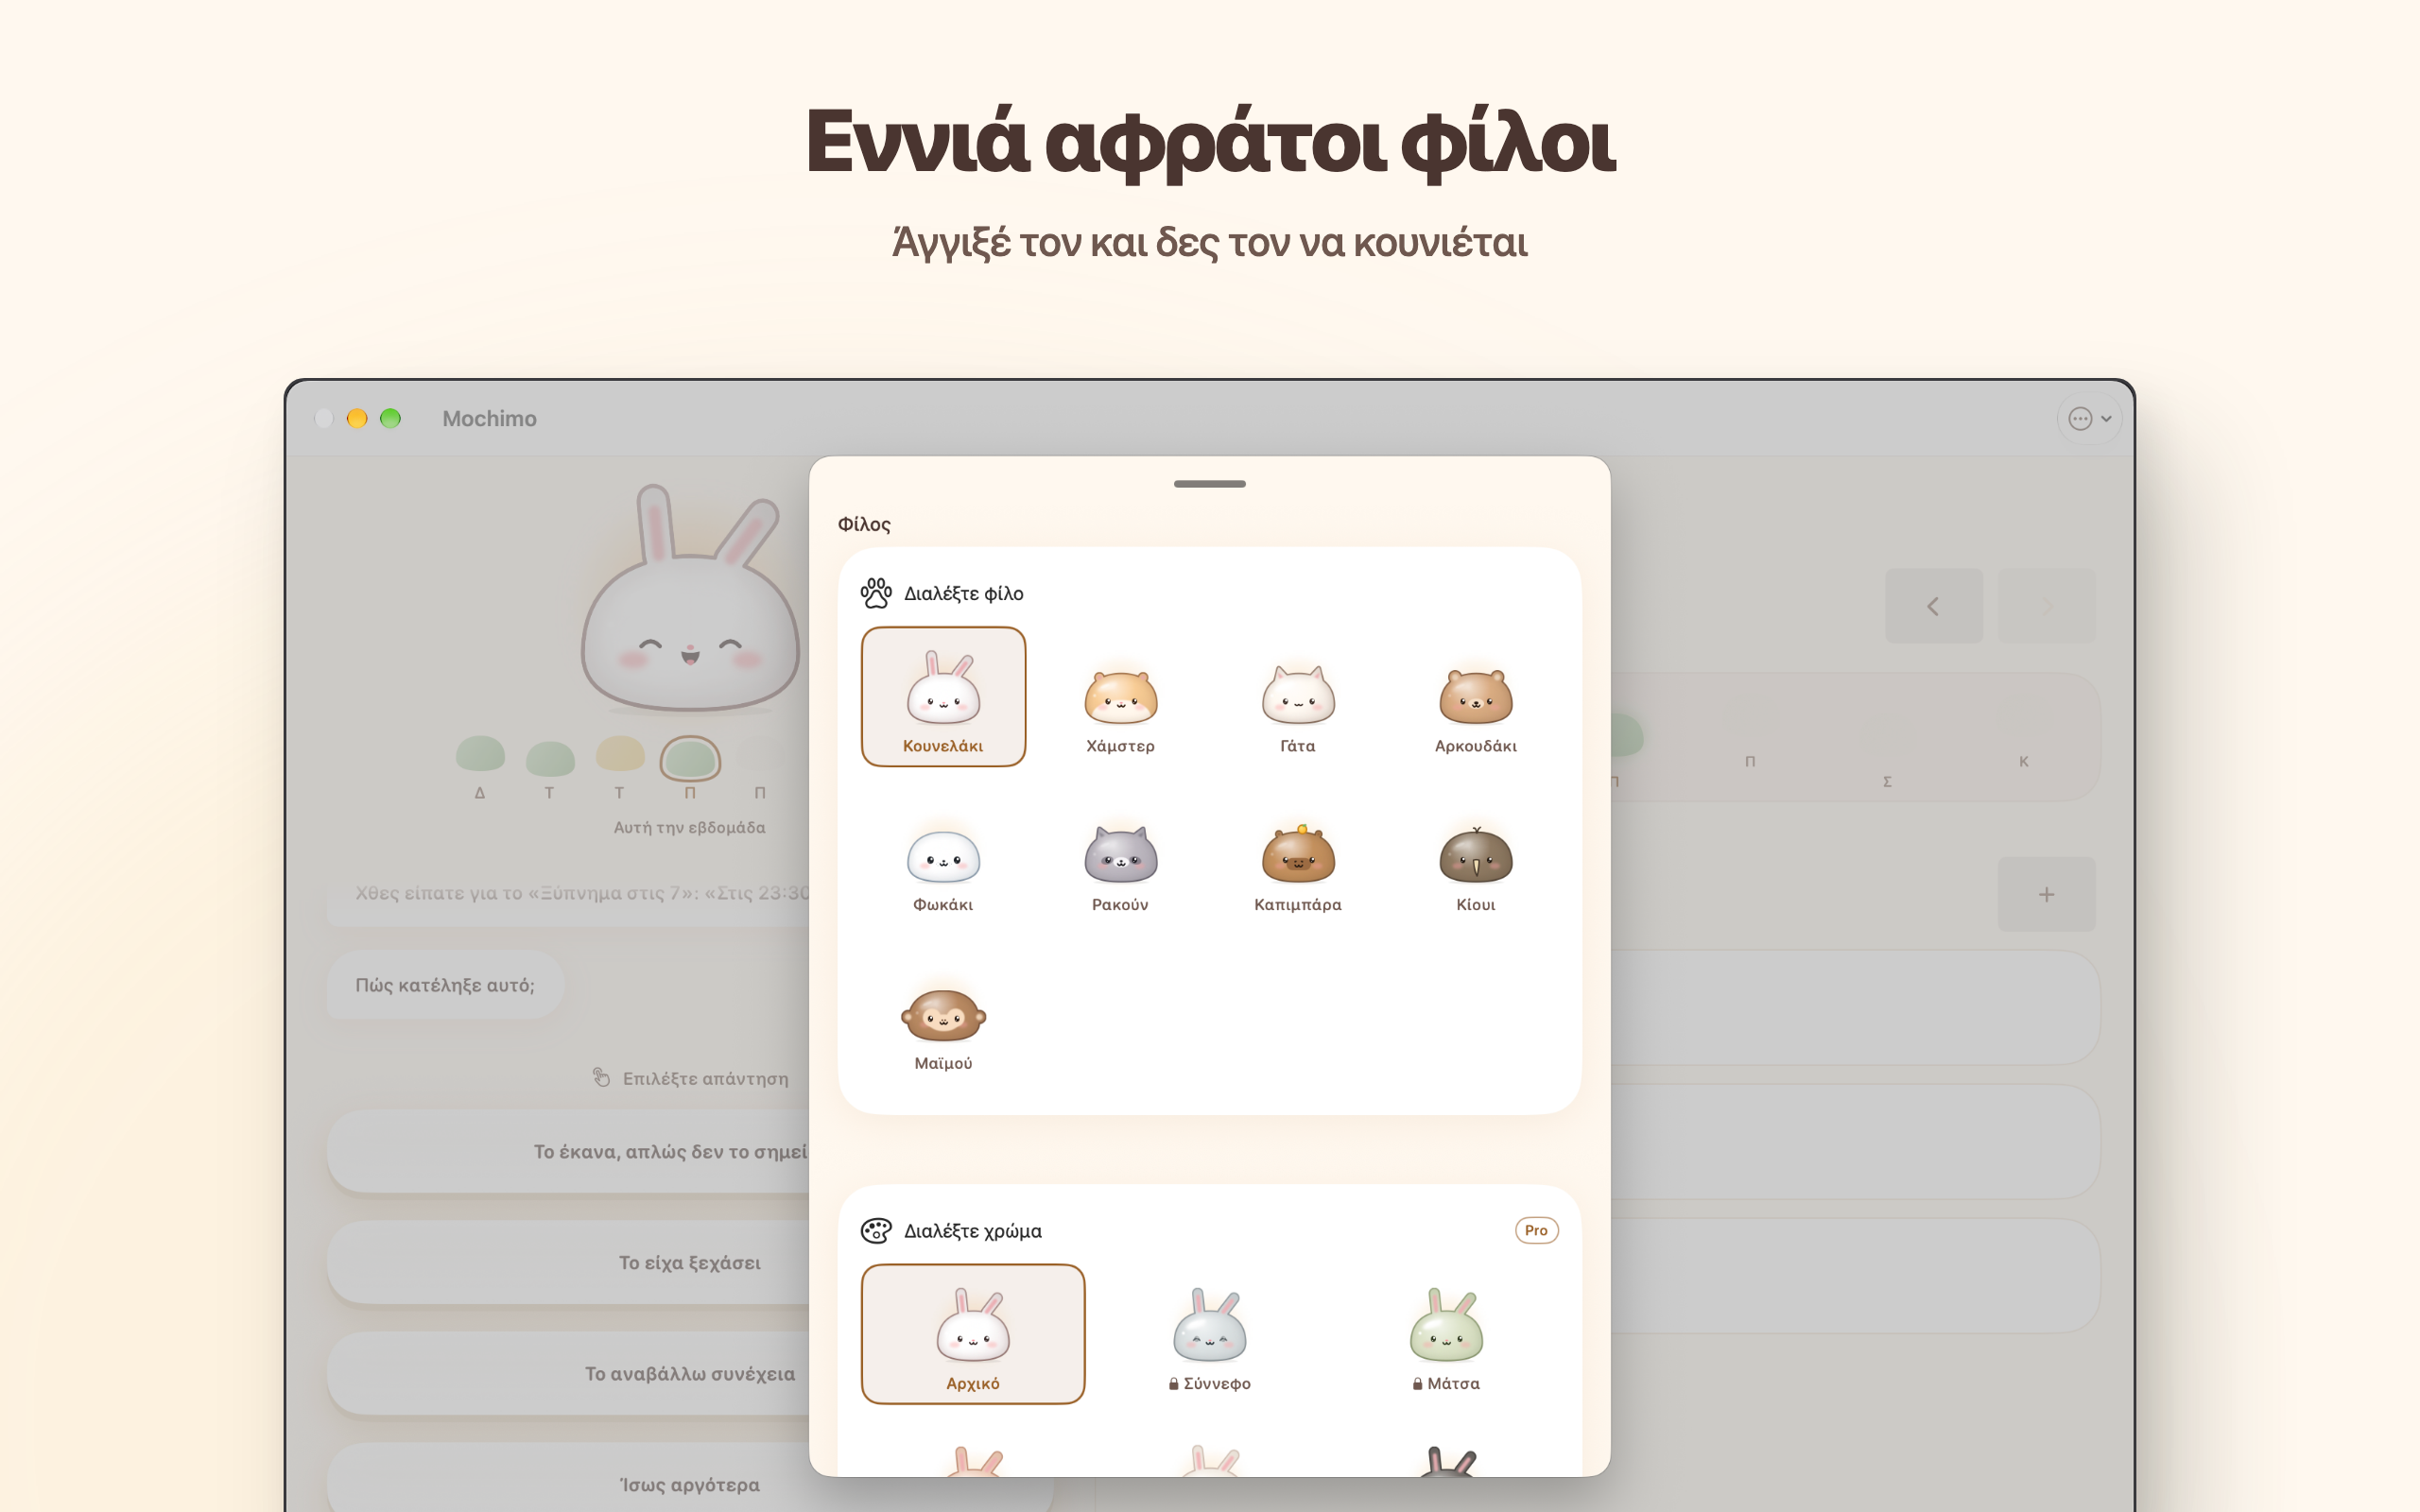 Εννιά αφράτοι φίλοι
Άγγιξέ τον και δες τον να κουνιέται
Mochimo
Φίλος
Διαλέξτε φίλο
Κουνελάκι
Χάμστερ
Γάτα
Αρκουδάκι
Φωκάκι
Ρακούν
Καπιμπάρα
Κίουι
Μαϊμού
Διαλέξτε χρώμα
Pro
Αρχικό
Σύννεφο
Μάτσα
Δ Τ Τ Π Π
Αυτή την εβδομάδα
Χθες είπατε για το «Ξύπνημα στις 7»: «Στις 23:30
Πώς κατέληξε αυτό;
Επιλέξτε απάντηση
Το έκανα, απλώς δεν το
Το είχα ξεχάσει
Το αναβάλλω συνέχεια
Ίσως αργότερα
Π Π Σ Κ